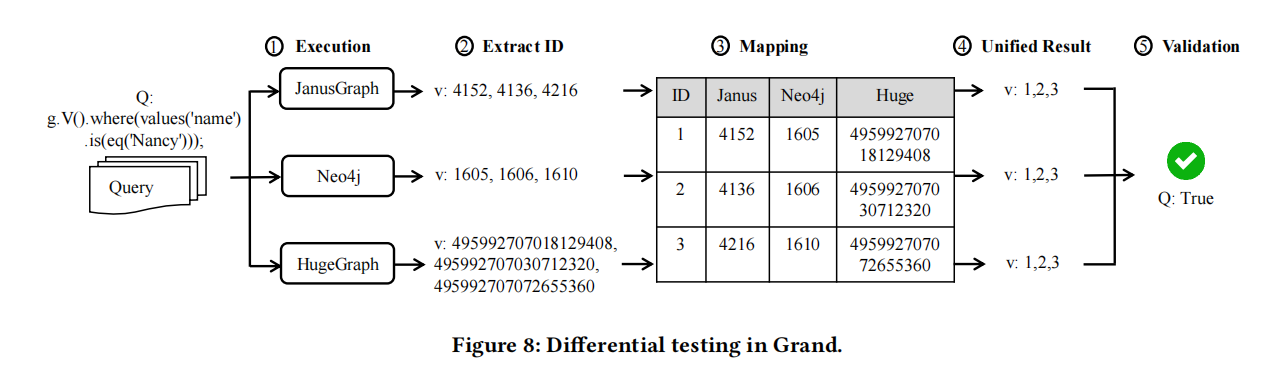 ① Execution
② Extract ID
③ Mapping
④ Unified Result
⑤ Validation
Q:
g.V().where(values('name')
.is(eq('Nancy')));
Query
JanusGraph
Neo4j
HugeGraph
v: 4152, 4136, 4216
v: 1605, 1606, 1610
v: 495992707018129408,
495992707030712320,
495992707072655360
ID Janus Neo4j Huge
1 4152 1605 4959927070
18129408
2 4136 1606 4959927070
30712320
3 4216 1610 4959927070
72655360
v: 1,2,3
v: 1,2,3
v: 1,2,3
Q: True
Figure 8: Differential testing in Grand.